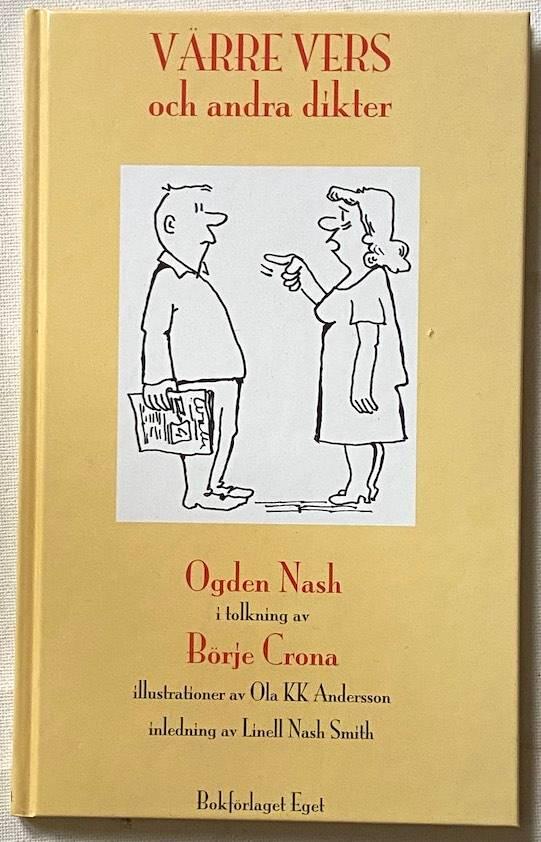 VÄRRE VERS
och andra dikter
Ogden Nash
i tolkning av
Börje Crona
illustrationer av Ola KK Andersson
inledning av Linell Nash Smith
Bokförlaget Eget